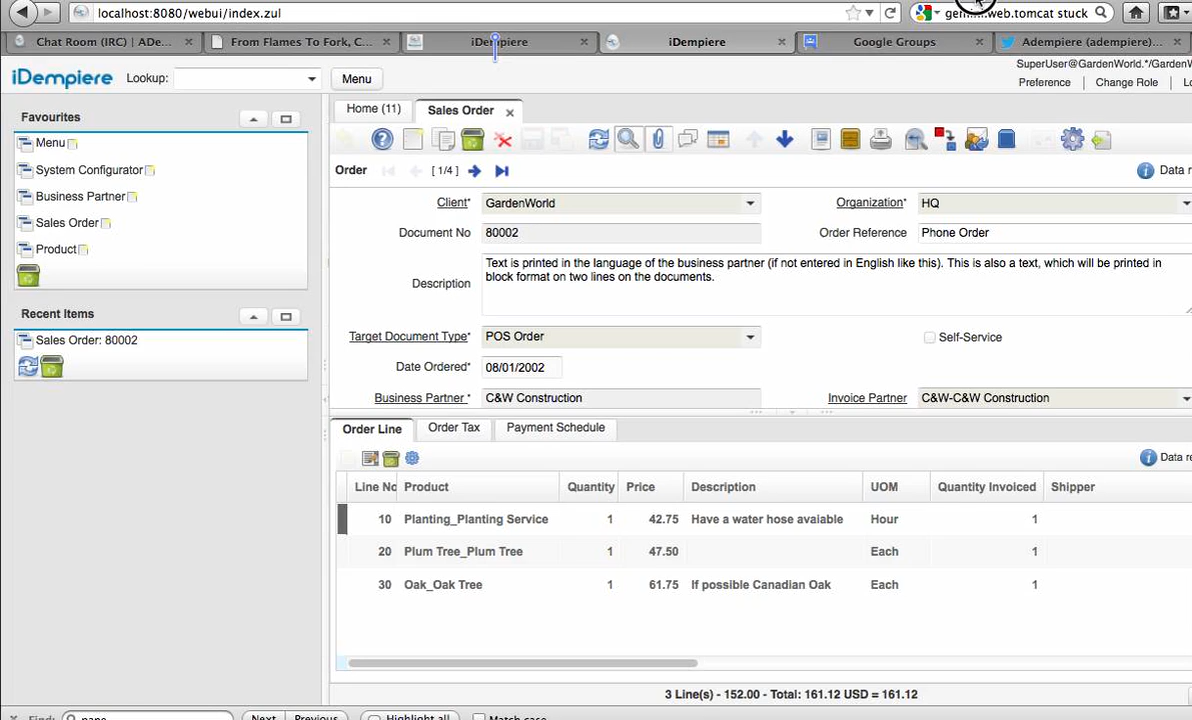 localhost:8080/webui/index.zul
web.tomcat stuck
Chat Room (IRC) | ADe...
From Flames To Fork, C...
iDempiere
iDempiere
Google Groups
Adempiere (adempiere)...
iDempiere
Lookup:
Menu
SuperUser@GardenWorld.*/GardenW
Preference
Change Role
Favourites
Menu
System Configurator
Business Partner
Sales Order
Product
Recent Items
Sales Order: 80002
Home (11)
Sales Order
Order
[ 1/4 ]
Data r
Client*
GardenWorld
Organization*
HQ
Document No
80002
Order Reference
Phone Order
Description
Text is printed in the language of the business partner (if not entered in English like this). This is also a text, which will be printed in
block format on two lines on the documents.
Target Document Type*
POS Order
Self-Service
Date Ordered*
08/01/2002
Business Partner *
C&W Construction
Invoice Partner
C&W-C&W Construction
Order Line
Order Tax
Payment Schedule
Data re
Line No Product Quantity Price Description UOM Quantity Invoiced Shipper
10 Planting_Planting Service 1 42.75 Have a water hose avaiable Hour 1
20 Plum Tree_Plum Tree 1 47.50 Each 1
30 Oak_Oak Tree 1 61.75 If possible Canadian Oak Each 1
3 Line(s) - 152.00 - Total: 161.12 USD = 161.12
Find:
Next
Previous
Highlight all
Match case